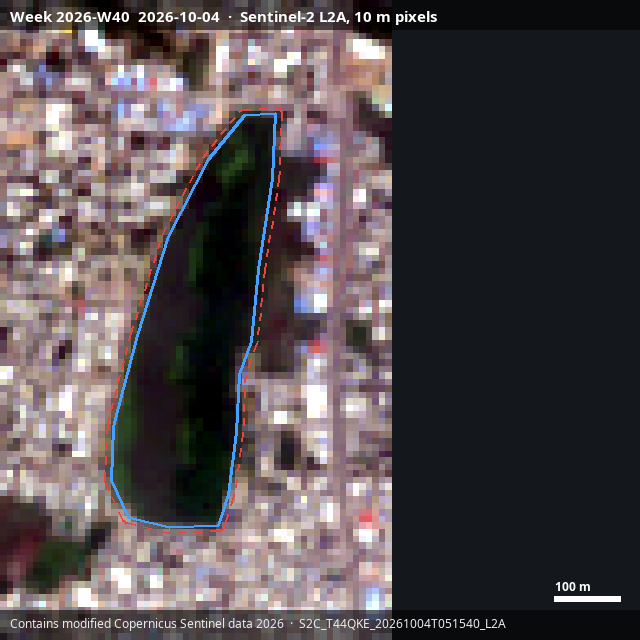 Week 2026-W40  2026-10-04  ·  Sentinel-2 L2A, 10 m pixels
100 m
Contains modified Copernicus Sentinel data 2026  ·  S2C_T44QKE_20261004T051540_L2A